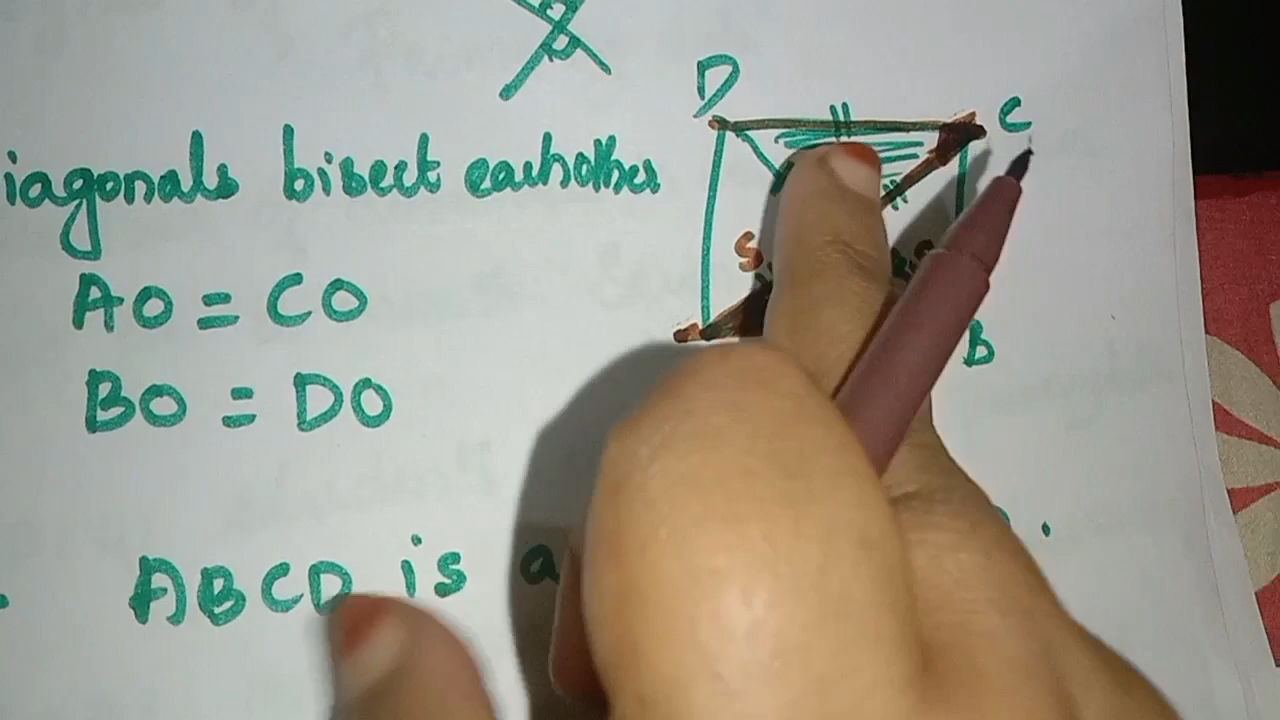 D
C
iagonals bisect eachother
S
AO = CO
B
BO = DO
ABCD is a